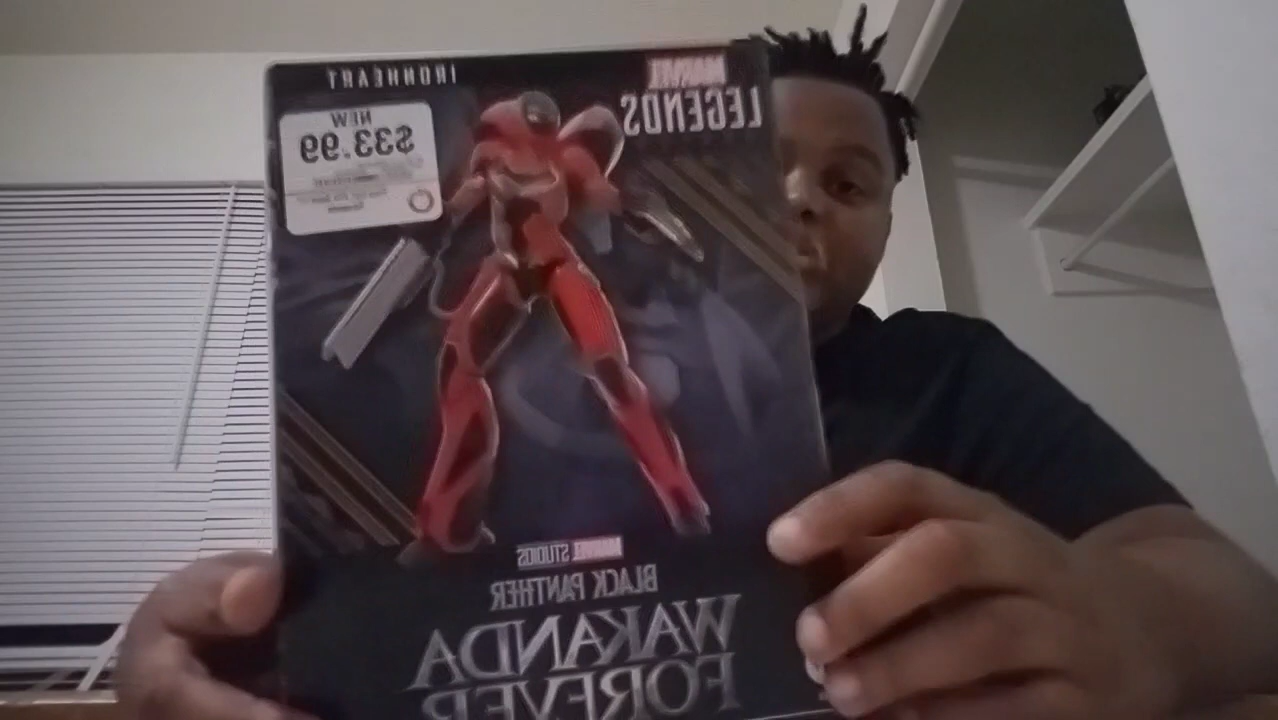 IRONHEART
MARVEL
LEGENDS
NEW
$33.99
MARVEL STUDIOS
BLACK PANTHER
WAKANDA
FOREVER